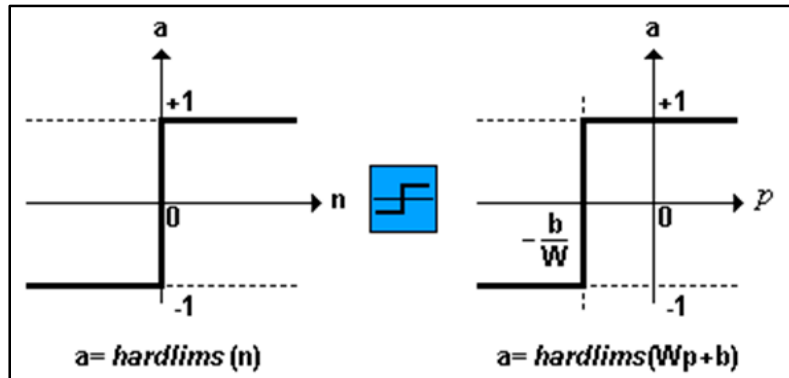 a
+1
0
n
-1
a= hardlims (n)
a
+1
0
p
-b/W
-1
a= hardlims(Wp+b)